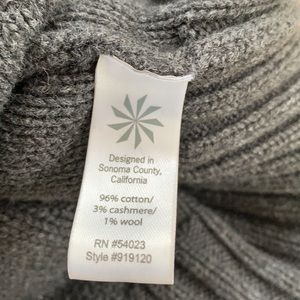 Designed in
Sonoma County,
California
96% cotton/
3% cashmere/
1% wool
RN #54023
Style #919120